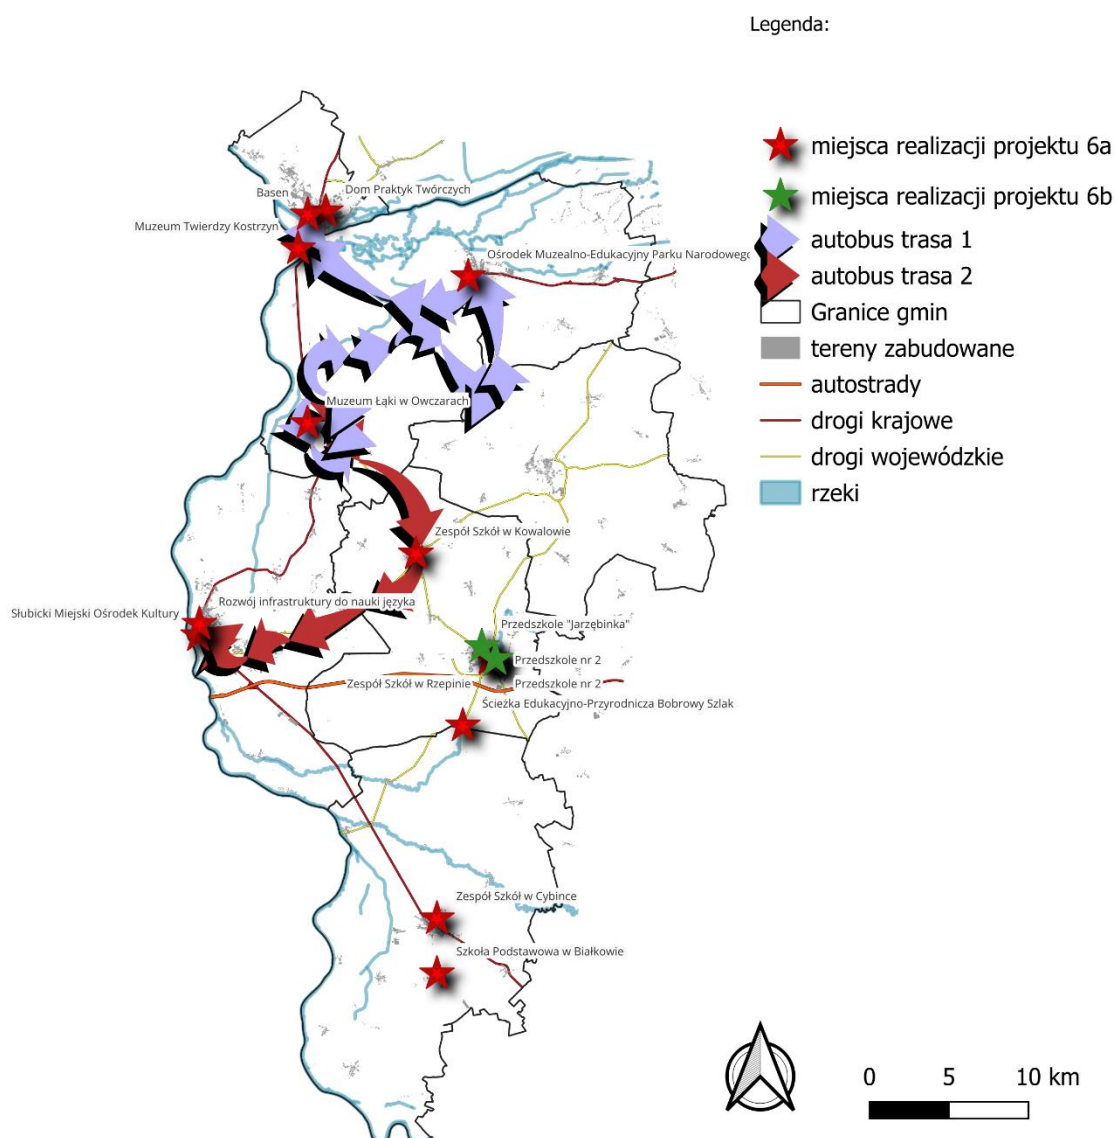 Legenda:
miejsca realizacji projektu 6a
miejsca realizacji projektu 6b
autobus trasa 1
autobus trasa 2
Granice gmin
tereny zabudowane
autostrady
drogi krajowe
drogi wojewódzkie
rzeki
Basen
Dom Praktyk Twórczych
Muzeum Twierdzy Kostrzyn
Ośrodek Muzealno-Edukacyjny Parku Narodowego
Muzeum Łąki w Owczarach
Zespół Szkół w Kowalowie
Rozwój infrastruktury do nauki języka
Słubicki Miejski Ośrodek Kultury
Przedszkole "Jarzębinka"
Przedszkole nr 2
Zespół Szkół w Rzepinie
Przedszkole nr 2
Ścieżka Edukacyjno-Przyrodnicza Bobrowy Szlak
Zespół Szkół w Cybince
Szkoła Podstawowa w Białkowie
0 5 10 km